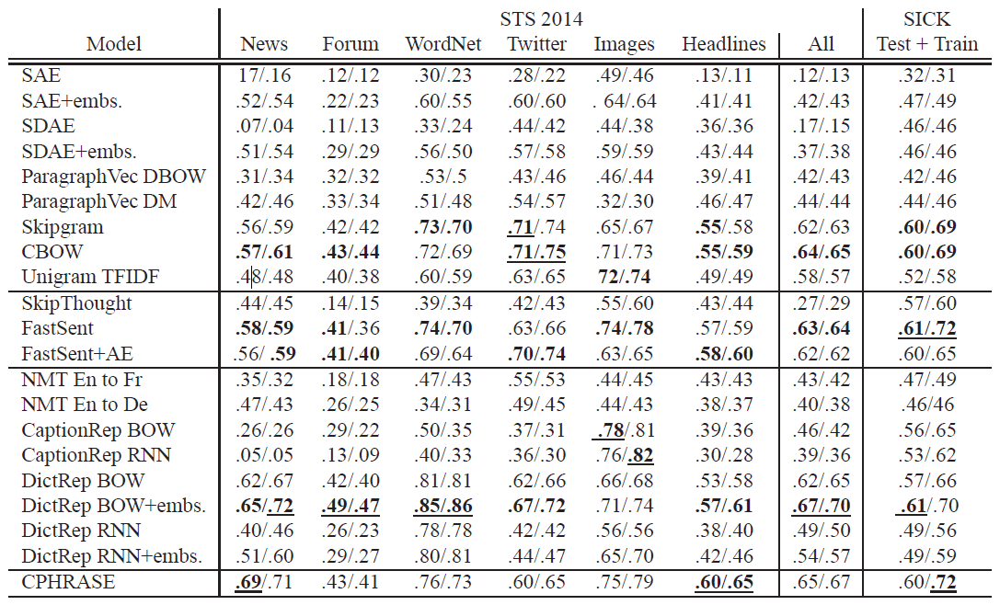 STS 2014 SICK
Model News Forum WordNet Twitter Images Headlines All Test + Train
SAE 17/.16 .12/.12 .30/.23 .28/.22 .49/.46 .13/.11 .12/.13 .32/.31
SAE+embs. .52/.54 .22/.23 .60/.55 .60/.60 . 64/.64 .41/.41 .42/.43 .47/.49
SDAE .07/.04 .11/.13 .33/.24 .44/.42 .44/.38 .36/.36 .17/.15 .46/.46
SDAE+embs. .51/.54 .29/.29 .56/.50 .57/.58 .59/.59 .43/.44 .37/.38 .46/.46
ParagraphVec DBOW .31/.34 .32/.32 .53/.5 .43/.46 .46/.44 .39/.41 .42/.43 .42/.46
ParagraphVec DM .42/.46 .33/.34 .51/.48 .54/.57 .32/.30 .46/.47 .44/.44 .44/.46
Skipgram .56/.59 .42/.42 .73/.70 .71/.74 .65/.67 .55/.58 .62/.63 .60/.69
CBOW .57/.61 .43/.44 .72/.69 .71/.75 .71/.73 .55/.59 .64/.65 .60/.69
Unigram TFIDF .48/.48 .40/.38 .60/.59 .63/.65 72/.74 .49/.49 .58/.57 .52/.58
SkipThought .44/.45 .14/.15 .39/.34 .42/.43 .55/.60 .43/.44 .27/.29 .57/.60
FastSent .58/.59 .41/.36 .74/.70 .63/.66 .74/.78 .57/.59 .63/.64 .61/.72
FastSent+AE .56/ .59 .41/.40 .69/.64 .70/.74 .63/.65 .58/.60 .62/.62 .60/.65
NMT En to Fr .35/.32 .18/.18 .47/.43 .55/.53 .44/.45 .43/.43 .43/.42 .47/.49
NMT En to De .47/.43 .26/.25 .34/.31 .49/.45 .44/.43 .38/.37 .40/.38 .46/46
CaptionRep BOW .26/.26 .29/.22 .50/.35 .37/.31 .78/.81 .39/.36 .46/.42 .56/.65
CaptionRep RNN .05/.05 .13/.09 .40/.33 .36/.30 .76/.82 .30/.28 .39/.36 .53/.62
DictRep BOW .62/.67 .42/.40 .81/.81 .62/.66 .66/.68 .53/.58 .62/.65 .57/.66
DictRep BOW+embs. .65/.72 .49/.47 .85/.86 .67/.72 .71/.74 .57/.61 .67/.70 .61/.70
DictRep RNN .40/.46 .26/.23 .78/.78 .42/.42 .56/.56 .38/.40 .49/.50 .49/.56
DictRep RNN+embs. .51/.60 .29/.27 .80/.81 .44/.47 .65/.70 .42/.46 .54/.57 .49/.59
CPHRASE .69/.71 .43/.41 .76/.73 .60/.65 .75/.79 .60/.65 .65/.67 .60/.72